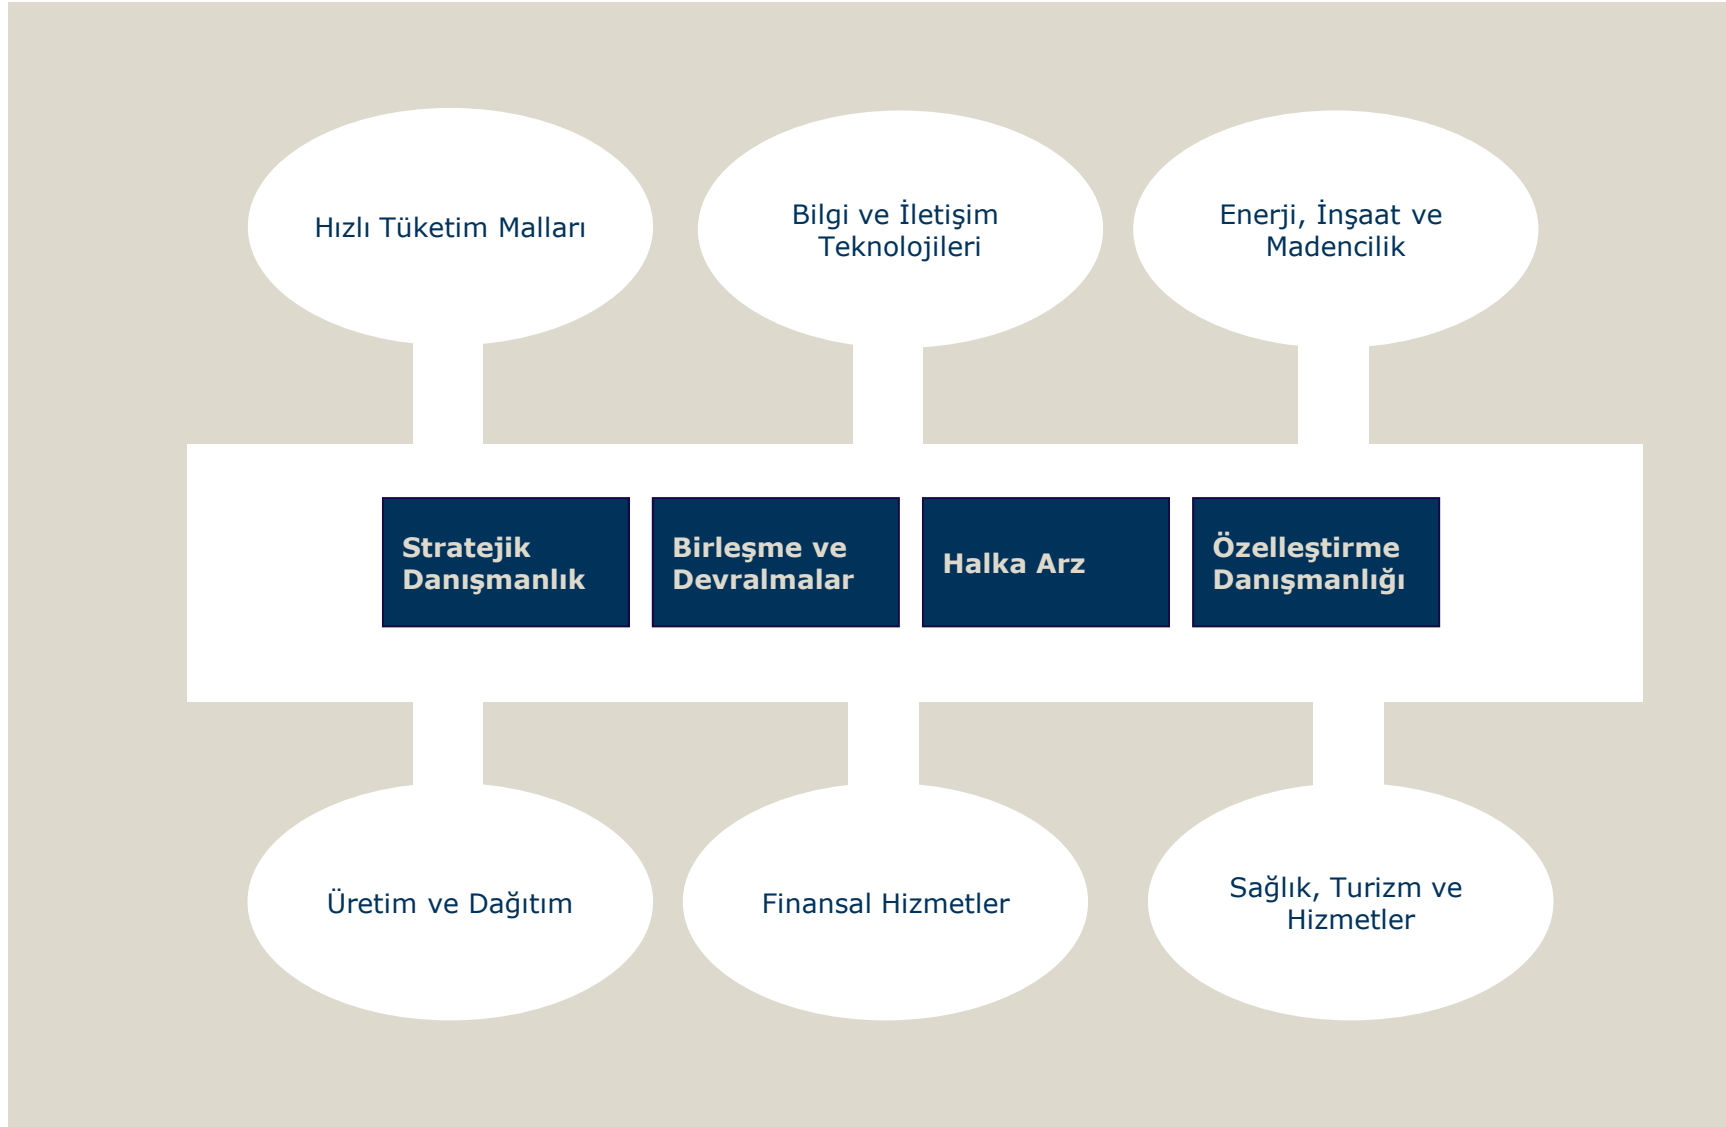 Hızlı Tüketim Malları
Bilgi ve İletişim
Teknolojileri
Enerji, İnşaat ve
Madencilik
Stratejik
Danışmanlık
Birleşme ve
Devralmalar
Halka Arz
Özelleştirme
Danışmanlığı
Üretim ve Dağıtım
Finansal Hizmetler
Sağlık, Turizm ve
Hizmetler